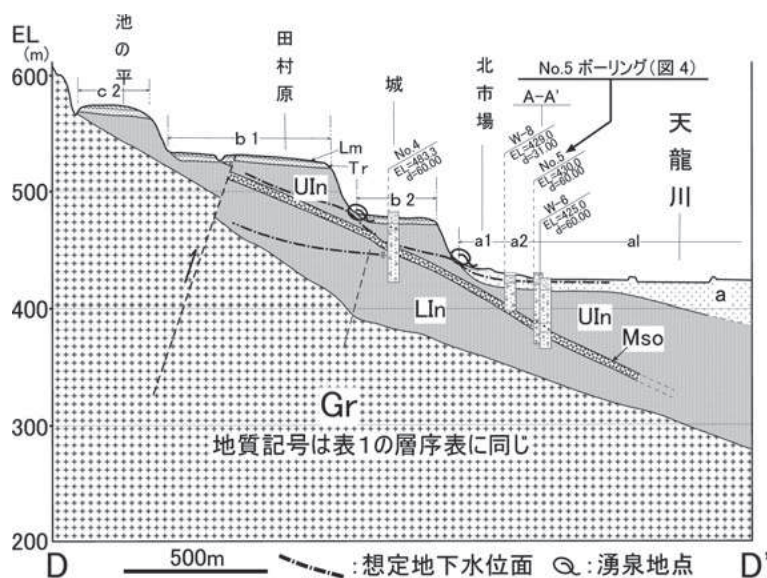 EL
(m)
600
500
400
300
200
池の平
田村原
城
北市場
天龍川
No.5 ボーリング(図4)
A-A'
c 2
b 1
b 2
a1
a2
al
Lm
Tr
No.4
EL=483.3
d=60.00
W-8
EL=429.0
d=31.00
No.5
EL=430.0
d=60.00
W-6
EL=425.0
d=60.00
UIn
LIn
UIn
a
Mso
Gr
地質記号は表1の層序表に同じ
D
500m
:想定地下水位面
:湧泉地点
D'